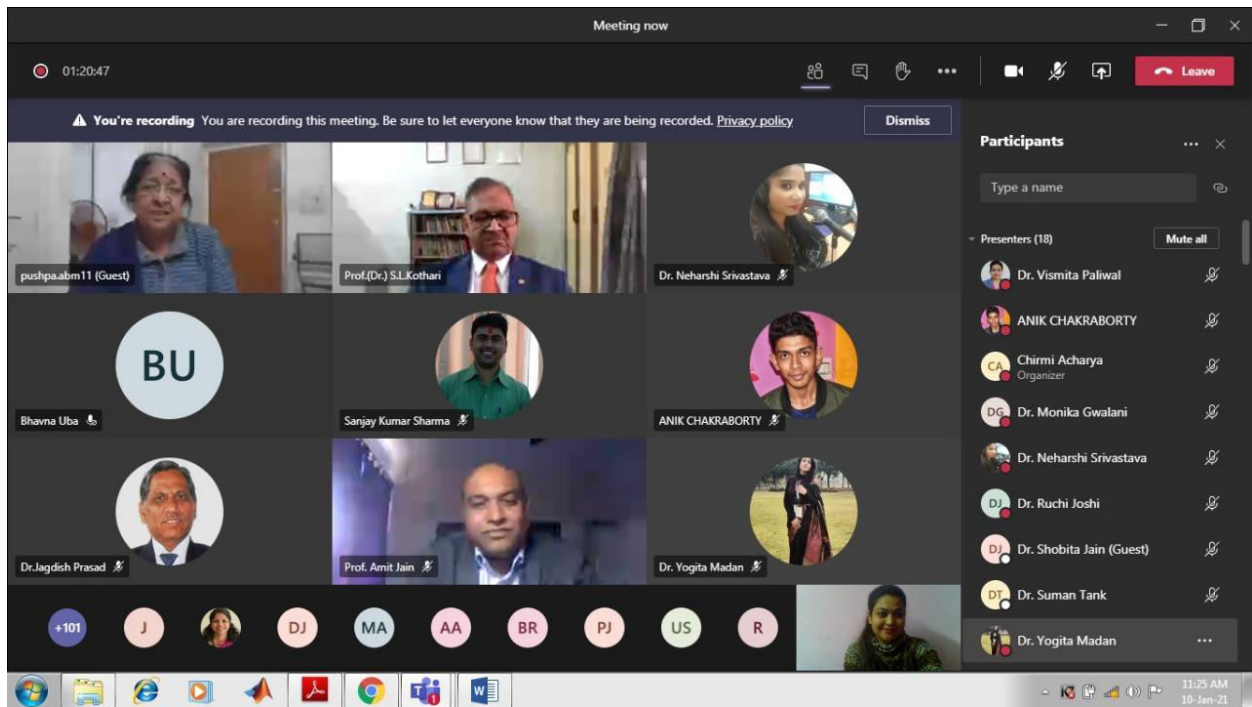 Meeting now
01:20:47
Leave
You're recording You are recording this meeting. Be sure to let everyone know that they are being recorded. Privacy policy
Dismiss
pushpa.abm11 (Guest)
Prof.(Dr.) S.L.Kothari
Dr. Neharshi Srivastava
BU
Bhavna Uba
Sanjay Kumar Sharma
ANIK CHAKRABORTY
Dr.Jagdish Prasad
Prof. Amit Jain
Dr. Yogita Madan
+101
J
DJ
MA
AA
BR
PJ
US
R
Participants
Type a name
Presenters (18)
Mute all
Dr. Vismita Paliwal
ANIK CHAKRABORTY
CA
Chirmi Acharya
Organizer
DG
Dr. Monika Gwalani
Dr. Neharshi Srivastava
DJ
Dr. Ruchi Joshi
DJ
Dr. Shobita Jain (Guest)
DT
Dr. Suman Tank
Dr. Yogita Madan
11:25 AM
10-Jan-21